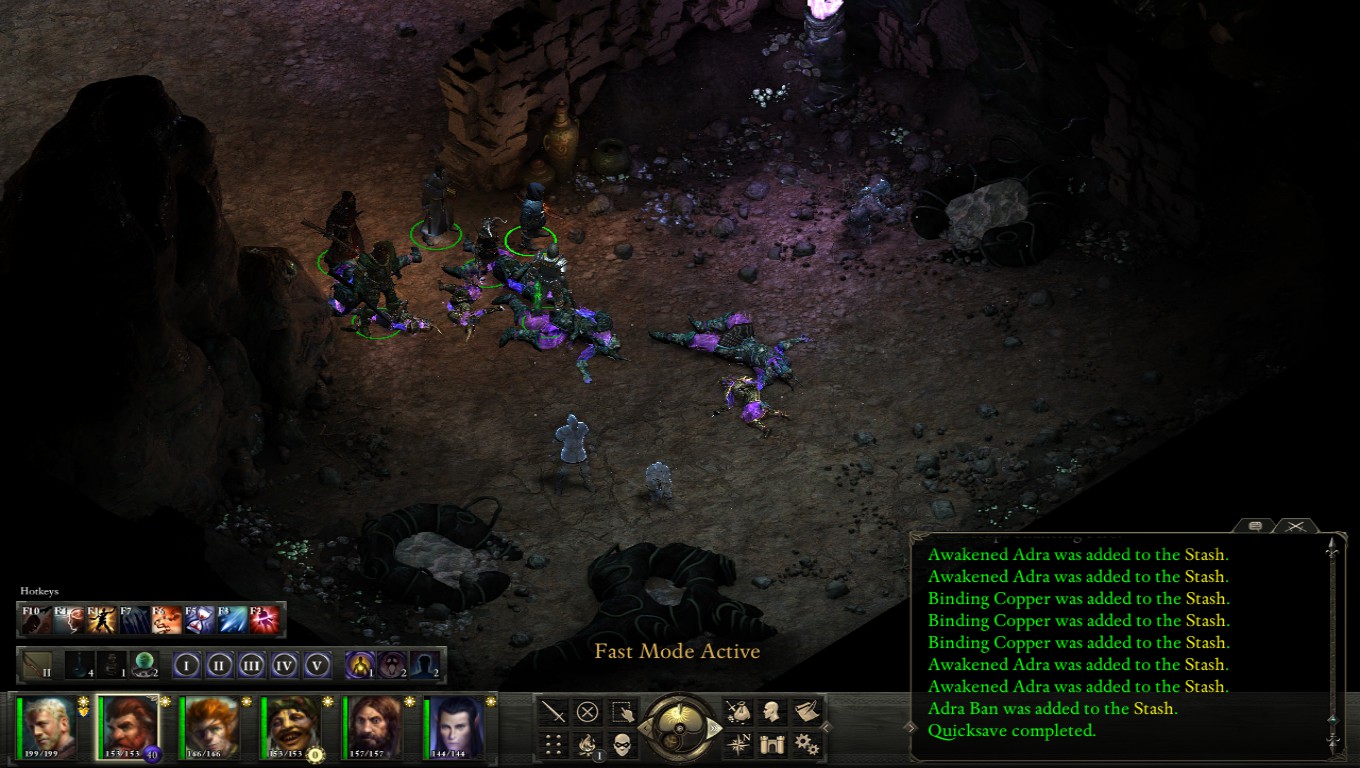 Awakened Adra was added to the Stash.
Awakened Adra was added to the Stash.
Binding Copper was added to the Stash.
Binding Copper was added to the Stash.
Binding Copper was added to the Stash.
Awakened Adra was added to the Stash.
Awakened Adra was added to the Stash.
Adra Ban was added to the Stash.
Quicksave completed.
Hotkeys
F10 F7 F6 F5 F3 F2
II 4 1 2 I II III IV V 1 2 2
Fast Mode Active
199/199 153/153 40 166/166 153/153 0 157/157 144/144
N
1